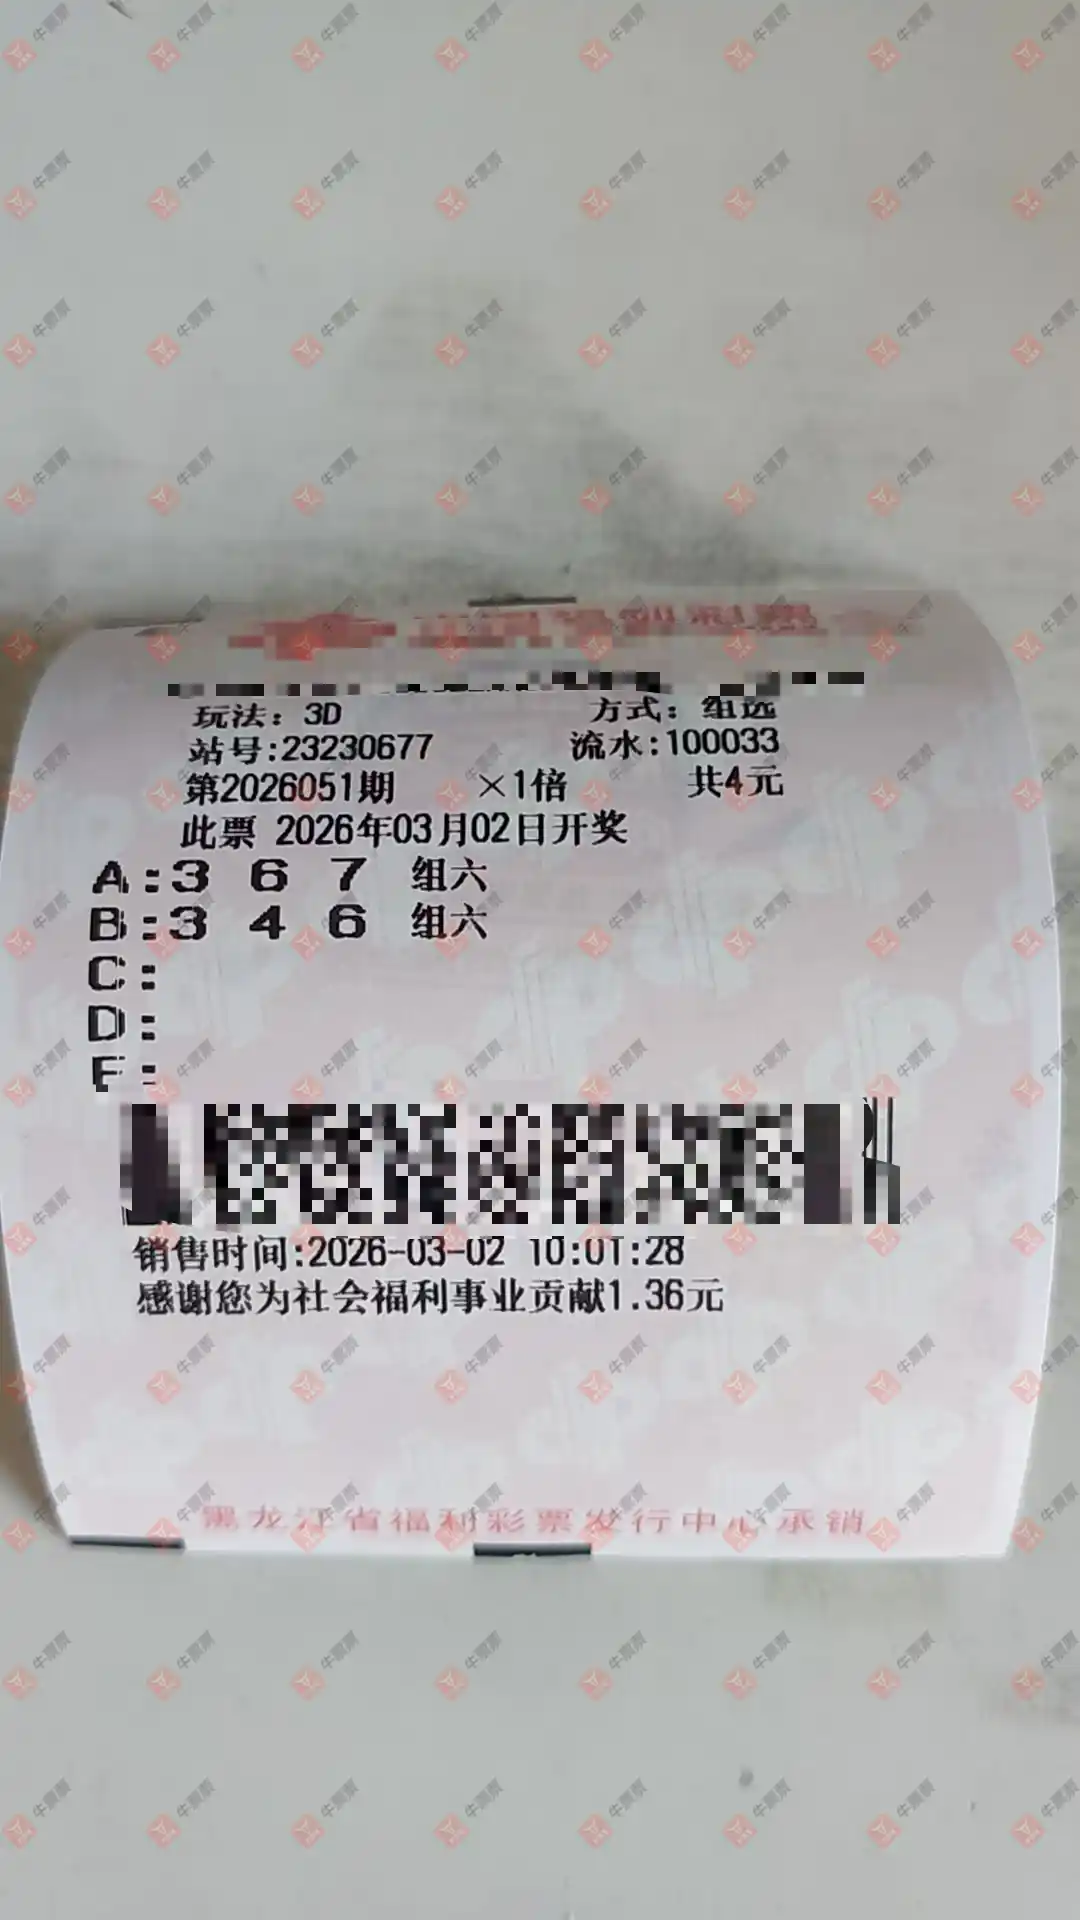 玩法: 3D 方式: 组选
站号:23230677 流水:100033
第2026051期 ×1倍 共4元
此票 2026年03月02日开奖
A:3 6 7 组六
B:3 4 6 组六
C:
D:
E:
销售时间:2026-03-02 10:01:28
感谢您为社会福利事业贡献1.36元
黑龙江省福利彩票发行中心承销
牛票票